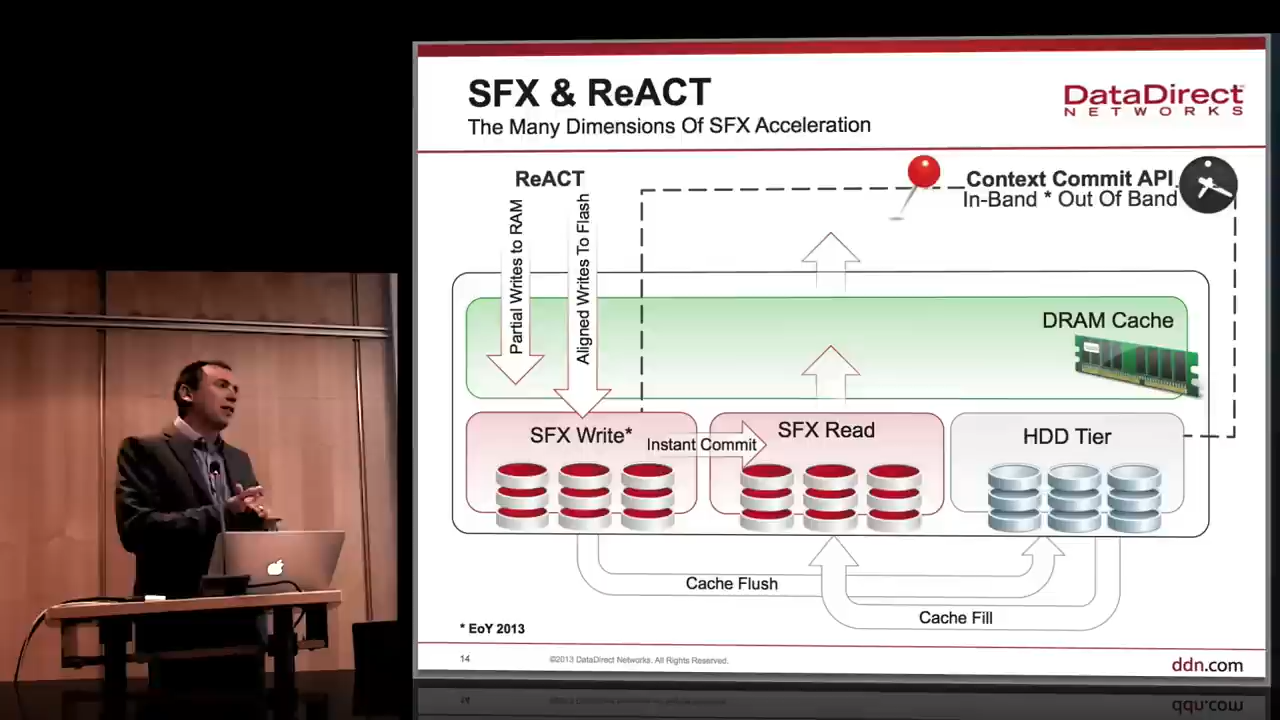 SFX & ReACT
The Many Dimensions Of SFX Acceleration
DataDirect
NETWORKS
ReACT
Partial Writes to RAM
Aligned Writes To Flash
Context Commit API
In-Band * Out Of Band
DRAM Cache
SFX Write*
Instant Commit
SFX Read
HDD Tier
Cache Flush
Cache Fill
* EoY 2013
14
©2013 DataDirect Networks. All Rights Reserved.
ddn.com